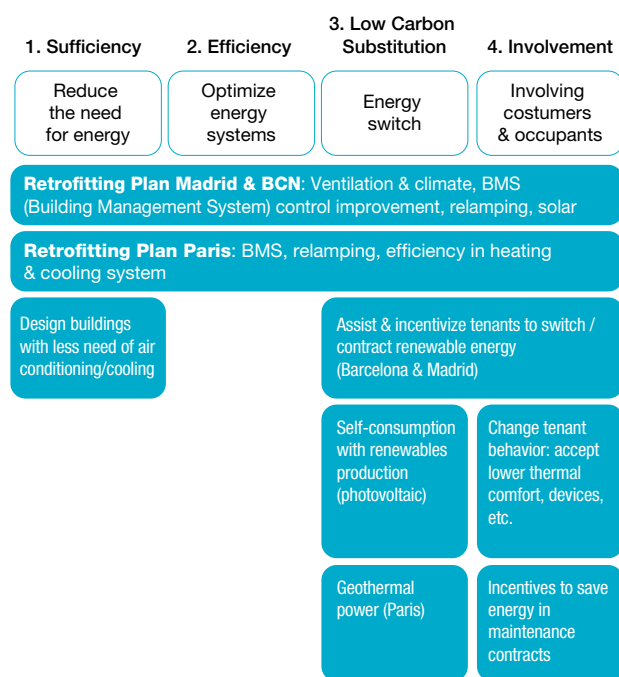 1. Sufficiency
2. Efficiency
3. Low Carbon
Substitution
4. Involvement
Reduce
the need
for energy
Optimize
energy
systems
Energy
switch
Involving
costumers
& occupants
Retrofitting Plan Madrid & BCN: Ventilation & climate, BMS
(Building Management System) control improvement, relamping, solar
Retrofitting Plan Paris: BMS, relamping, efficiency in heating
& cooling system
Design buildings
with less need of air
conditioning/cooling
Assist & incentivize tenants to switch /
contract renewable energy
(Barcelona & Madrid)
Self-consumption
with renewables
production
(photovoltaic)
Change tenant
behavior: accept
lower thermal
comfort, devices,
etc.
Geothermal
power (Paris)
Incentives to save
energy in
maintenance
contracts